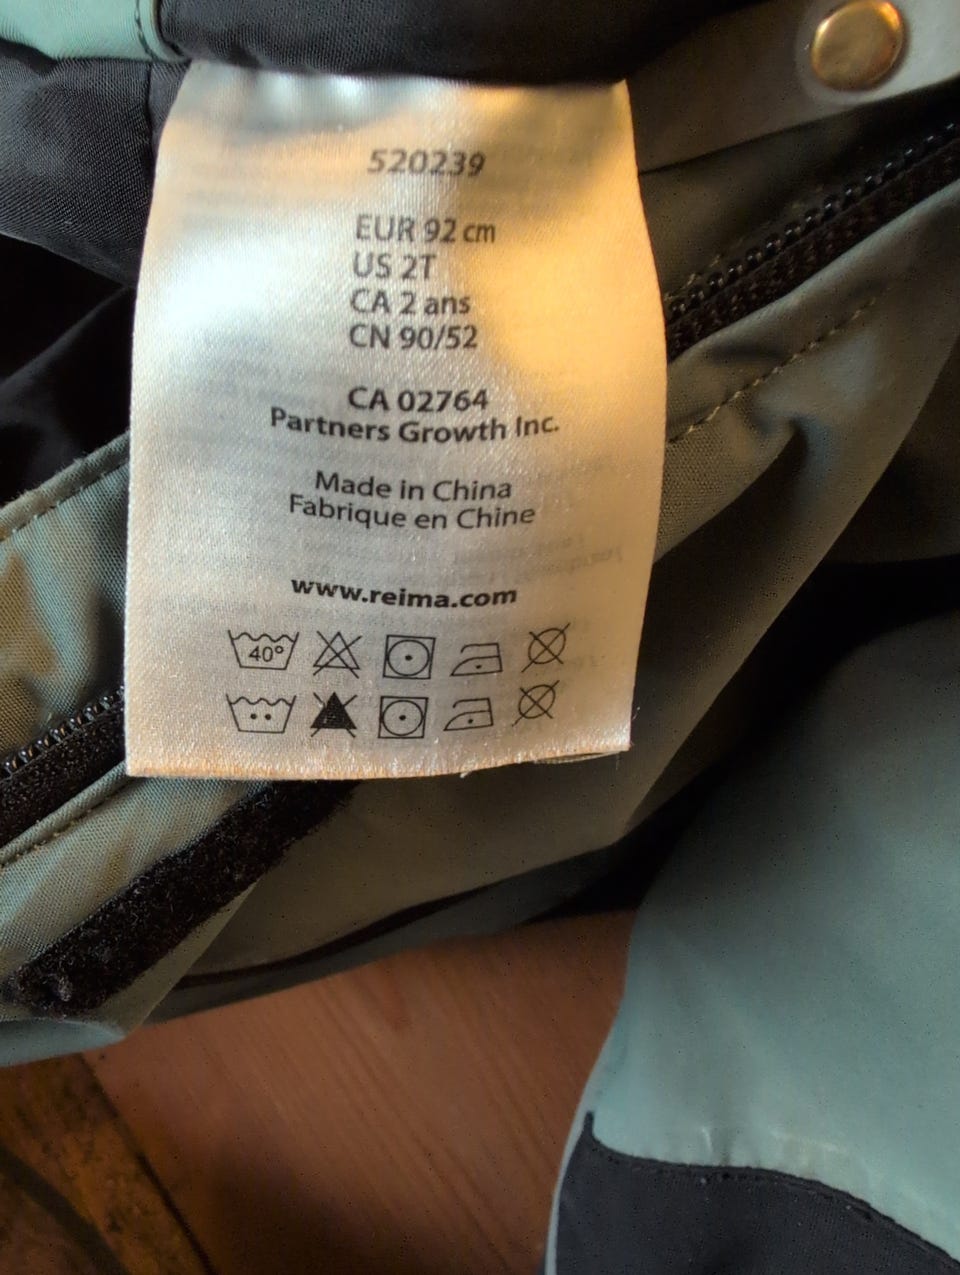 520239
EUR 92 cm
US 2T
CA 2 ans
CN 90/52
CA 02764
Partners Growth Inc.
Made in China
Fabrique en Chine
www.reima.com
40°